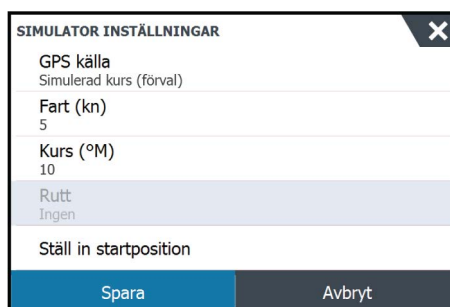 SIMULATOR INSTÄLLNINGAR
GPS källa
Simulerad kurs (förval)
Fart (kn)
5
Kurs (°M)
10
Rutt
Ingen
Ställ in startposition
Spara
Avbryt